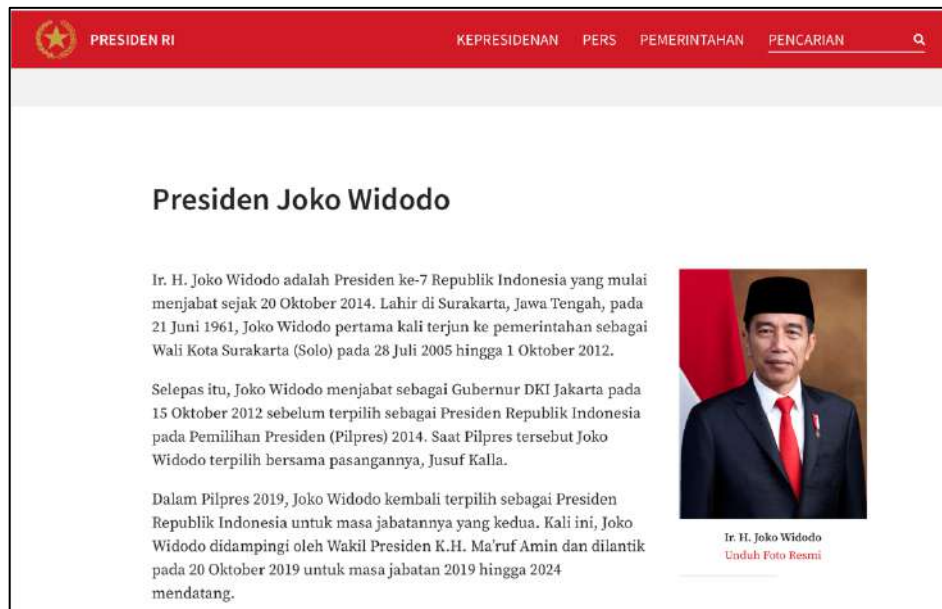 PRESIDEN RI
KEPRESIDENAN PERS PEMERINTAHAN PENCARIAN
Presiden Joko Widodo
Ir. H. Joko Widodo adalah Presiden ke-7 Republik Indonesia yang mulai
menjabat sejak 20 Oktober 2014. Lahir di Surakarta, Jawa Tengah, pada
21 Juni 1961, Joko Widodo pertama kali terjun ke pemerintahan sebagai
Wali Kota Surakarta (Solo) pada 28 Juli 2005 hingga 1 Oktober 2012.
Selepas itu, Joko Widodo menjabat sebagai Gubernur DKI Jakarta pada
15 Oktober 2012 sebelum terpilih sebagai Presiden Republik Indonesia
pada Pemilihan Presiden (Pilpres) 2014. Saat Pilpres tersebut Joko
Widodo terpilih bersama pasangannya, Jusuf Kalla.
Dalam Pilpres 2019, Joko Widodo kembali terpilih sebagai Presiden
Republik Indonesia untuk masa jabatannya yang kedua. Kali ini, Joko
Widodo didampingi oleh Wakil Presiden K.H. Ma'ruf Amin dan dilantik
pada 20 Oktober 2019 untuk masa jabatan 2019 hingga 2024
mendatang.
Ir. H. Joko Widodo
Unduh Foto Resmi